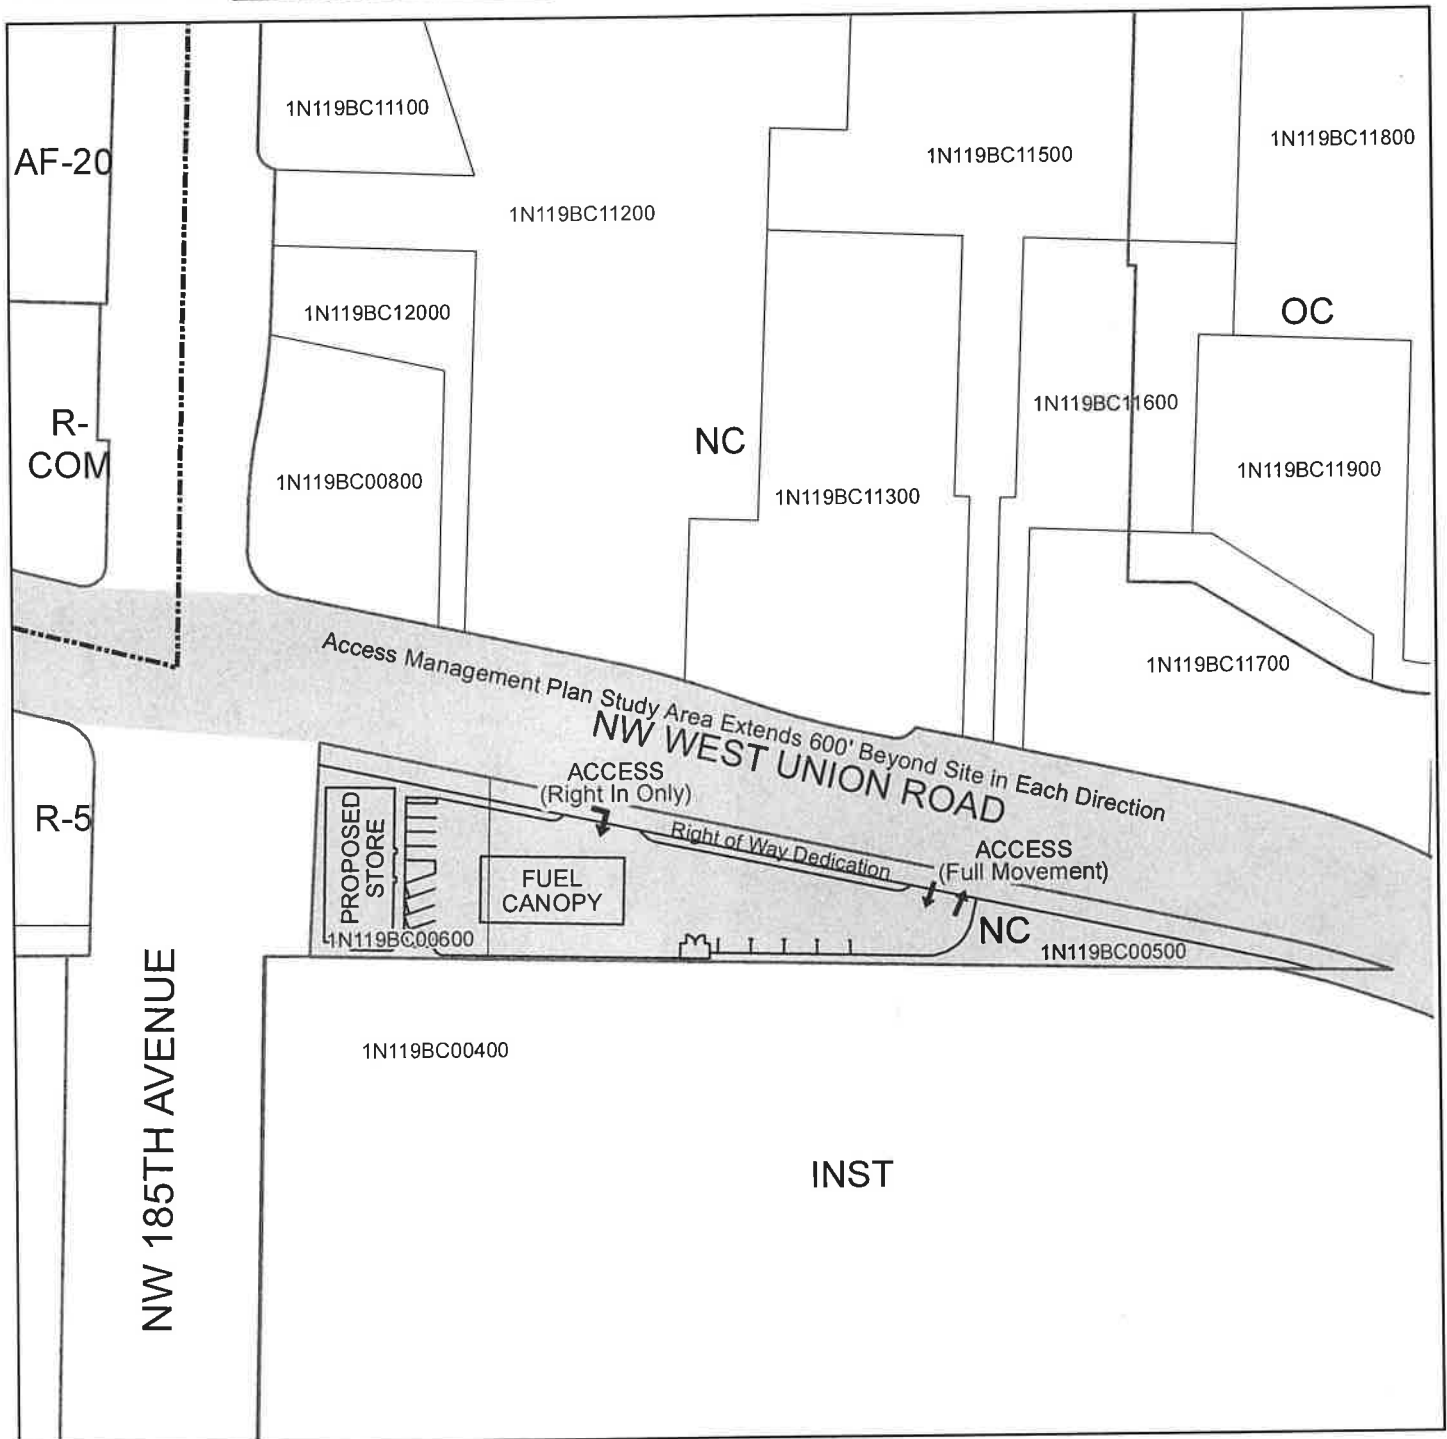 1N119BC11100
AF-20
1N119BC11500
1N119BC11800
1N119BC11200
1N119BC12000
OC
R-
COM
NC
1N119BC11600
1N119BC00800
1N119BC11300
1N119BC11900
1N119BC11700
Access Management Plan Study Area Extends 600' Beyond Site in Each Direction
NW WEST UNION ROAD
ACCESS
(Right In Only)
R-5
PROPOSED
STORE
Right of Way Dedication
ACCESS
(Full Movement)
FUEL
CANOPY
1N119BC00600
NC
1N119BC00500
NW 185TH AVENUE
1N119BC00400
INST